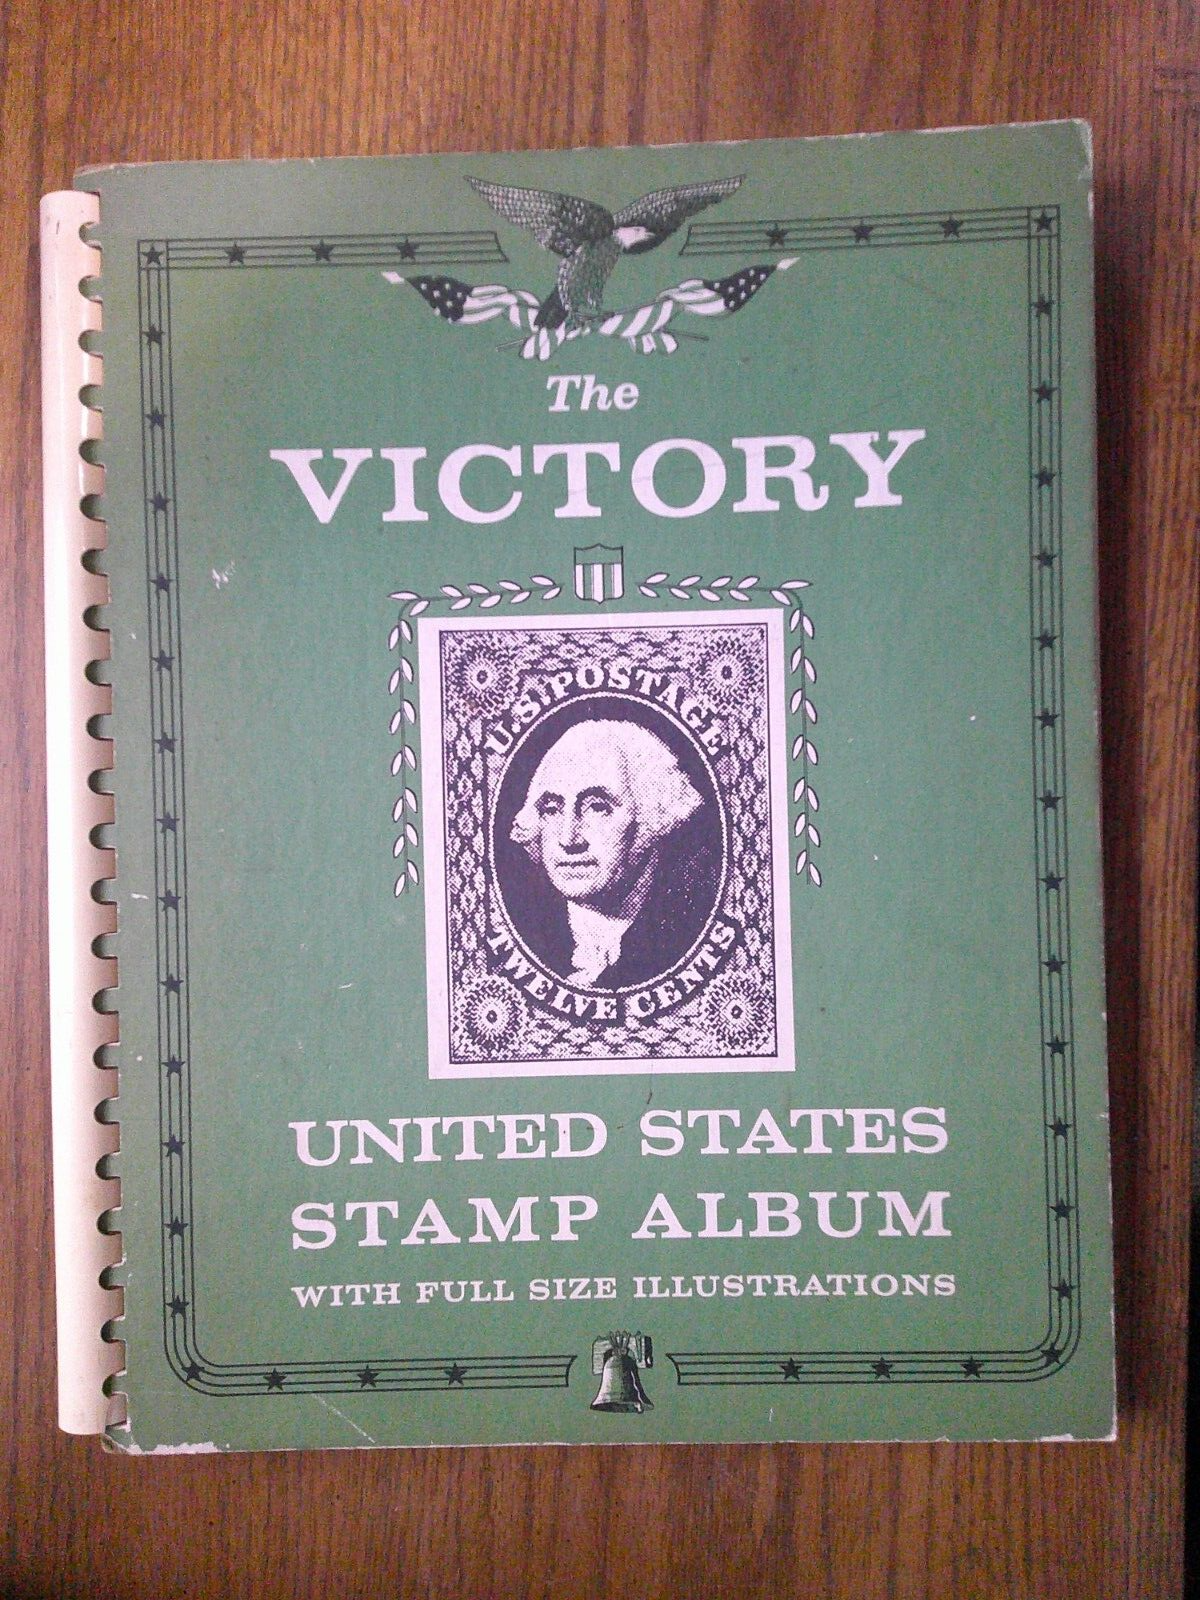 The
VICTORY
U.S. POSTAGE
TWELVE CENTS
UNITED STATES
STAMP ALBUM
WITH FULL SIZE ILLUSTRATIONS